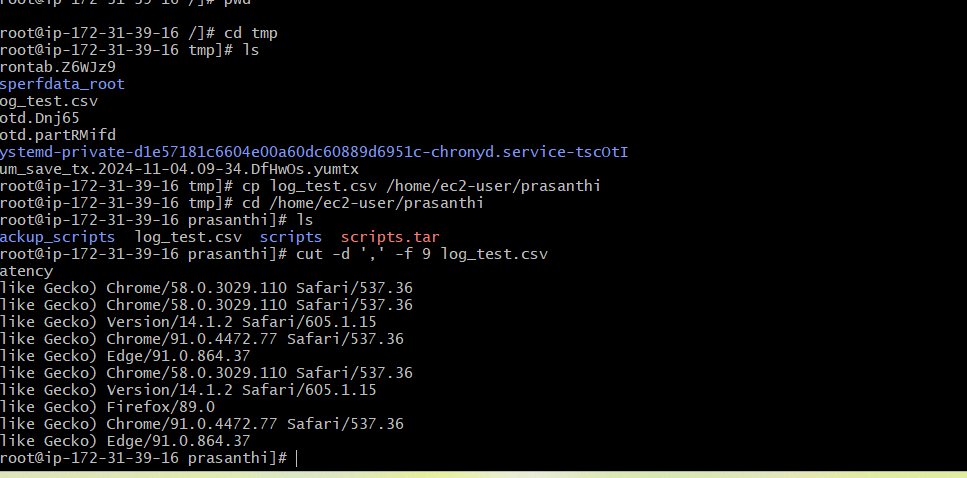 root@ip-172-31-39-16 /]# pwd
root@ip-172-31-39-16 /]# cd tmp
root@ip-172-31-39-16 tmp]# ls
rontab.Z6WJz9
sperfdata_root
og_test.csv
otd.Dnj65
otd.partRMifd
ystemd-private-d1e57181c6604e00a60dc60889d6951c-chronyd.service-tscOtI
um_save_tx.2024-11-04.09-34.DfHwOs.yumtx
root@ip-172-31-39-16 tmp]# cp log_test.csv /home/ec2-user/prasanthi
root@ip-172-31-39-16 tmp]# cd /home/ec2-user/prasanthi
root@ip-172-31-39-16 prasanthi]# ls
ackup_scripts log_test.csv scripts scripts.tar
root@ip-172-31-39-16 prasanthi]# cut -d ',' -f 9 log_test.csv
atency
like Gecko) Chrome/58.0.3029.110 Safari/537.36
like Gecko) Chrome/58.0.3029.110 Safari/537.36
like Gecko) Version/14.1.2 Safari/605.1.15
like Gecko) Chrome/91.0.4472.77 Safari/537.36
like Gecko) Edge/91.0.864.37
like Gecko) Chrome/58.0.3029.110 Safari/537.36
like Gecko) Version/14.1.2 Safari/605.1.15
like Gecko) Firefox/89.0
like Gecko) Chrome/91.0.4472.77 Safari/537.36
like Gecko) Edge/91.0.864.37
root@ip-172-31-39-16 prasanthi]#